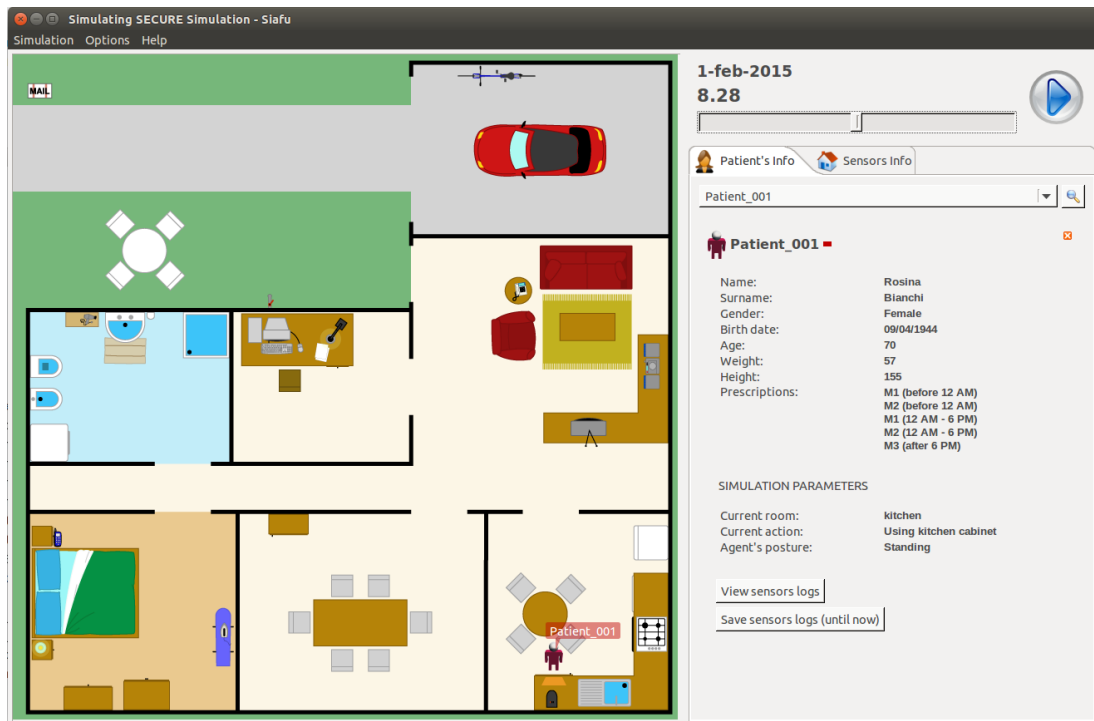 Simulating SECURE Simulation - Siafu
Simulation Options Help
MAIL
1-feb-2015
8.28
Patient's Info Sensors Info
Patient_001
Patient_001
Name: Rosina
Surname: Bianchi
Gender: Female
Birth date: 09/04/1944
Age: 70
Weight: 57
Height: 155
Prescriptions: M1 (before 12 AM)
M2 (before 12 AM)
M1 (12 AM - 6 PM)
M2 (12 AM - 6 PM)
M3 (after 6 PM)
SIMULATION PARAMETERS
Current room: kitchen
Current action: Using kitchen cabinet
Agent's posture: Standing
View sensors logs
Save sensors logs (until now)
Patient_001